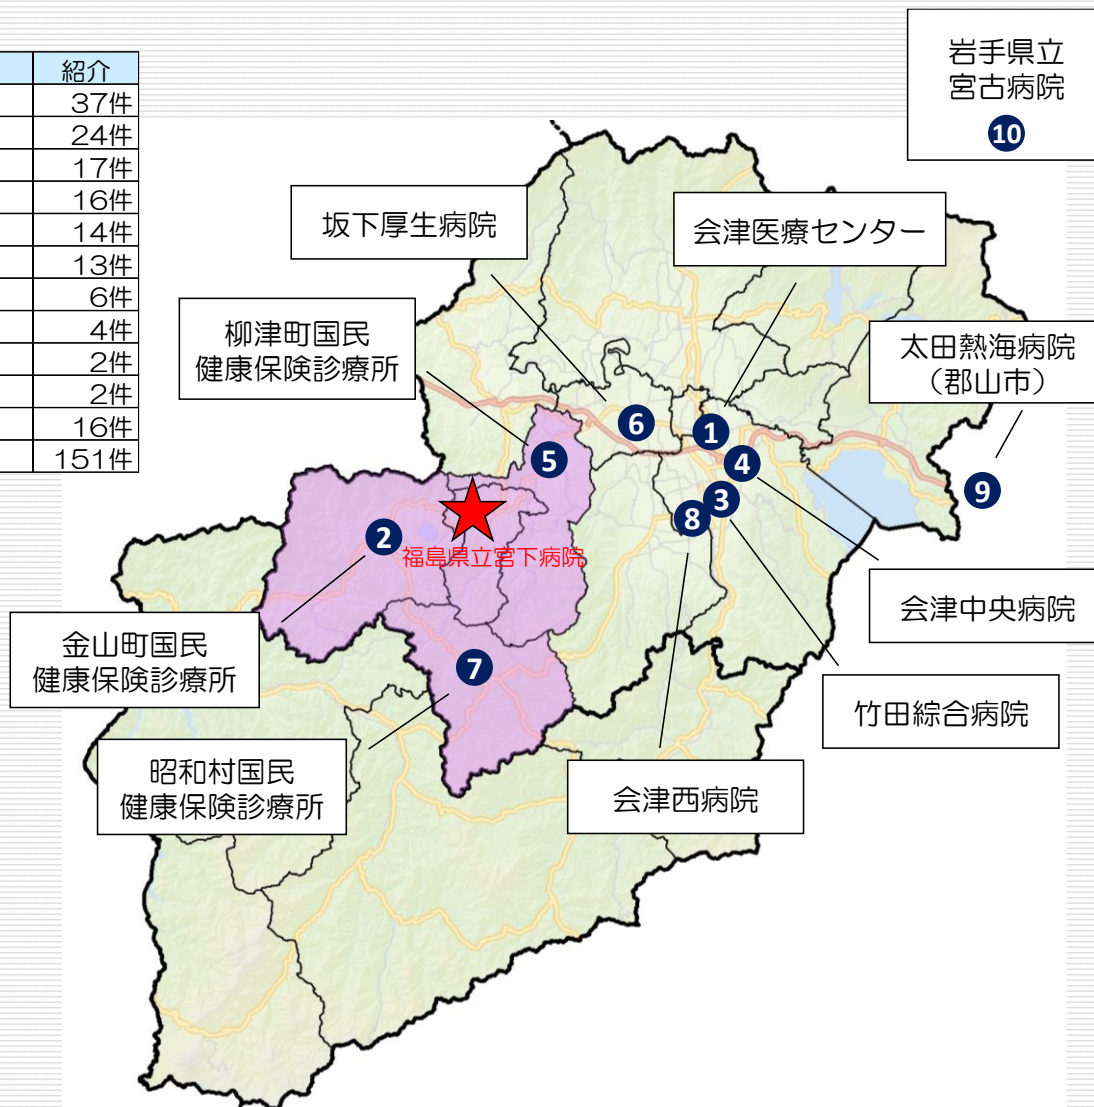 岩手県立
宮古病院
10
紹介
37件
24件
17件
16件
14件
13件
6件
4件
2件
2件
16件
151件
坂下厚生病院
会津医療センター
柳津町国民
健康保険診療所
太田熱海病院
（郡山市）
6
1
5
4
9
3
8
2
福島県立宮下病院
会津中央病院
金山町国民
健康保険診療所
7
竹田綜合病院
昭和村国民
健康保険診療所
会津西病院